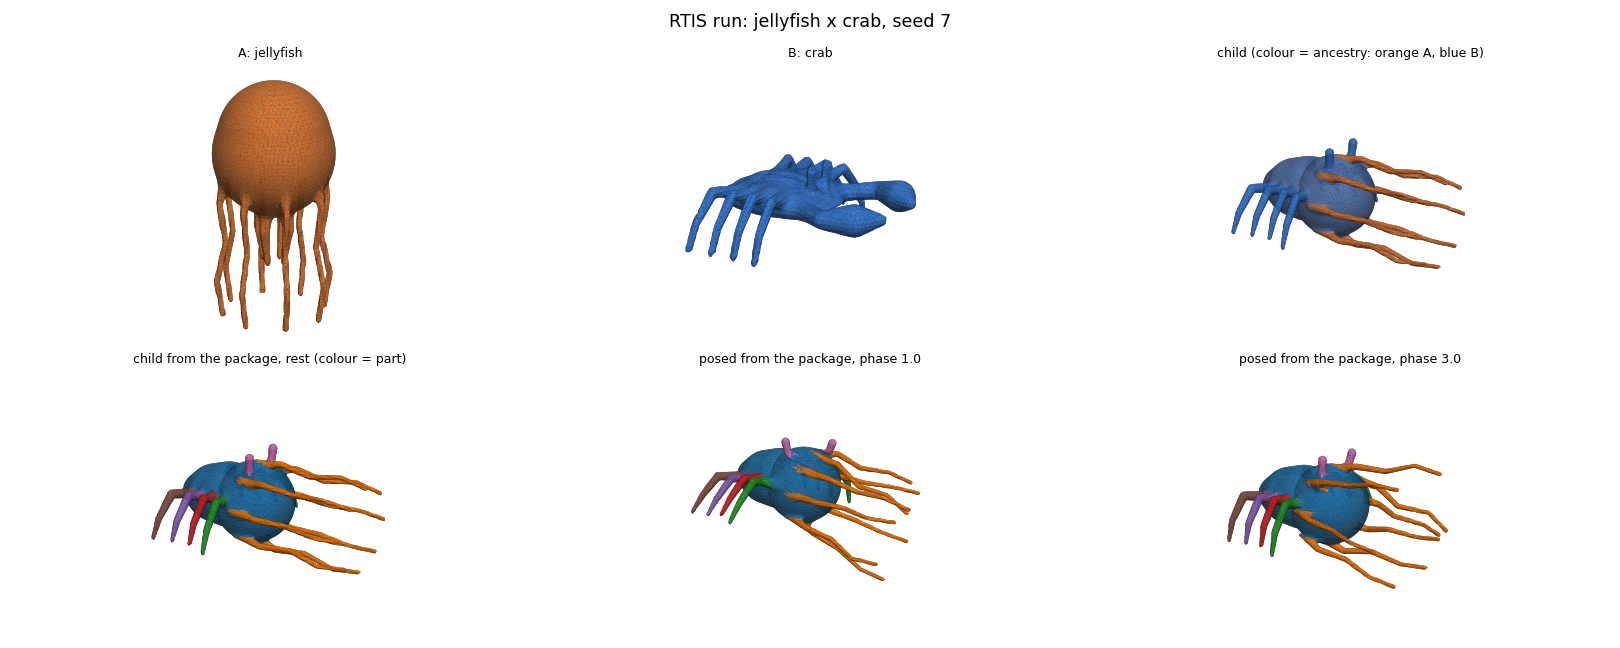 RTIS run: jellyfish x crab, seed 7
A: jellyfish
B: crab
child (colour = ancestry: orange A, blue B)
child from the package, rest (colour = part)
posed from the package, phase 1.0
posed from the package, phase 3.0